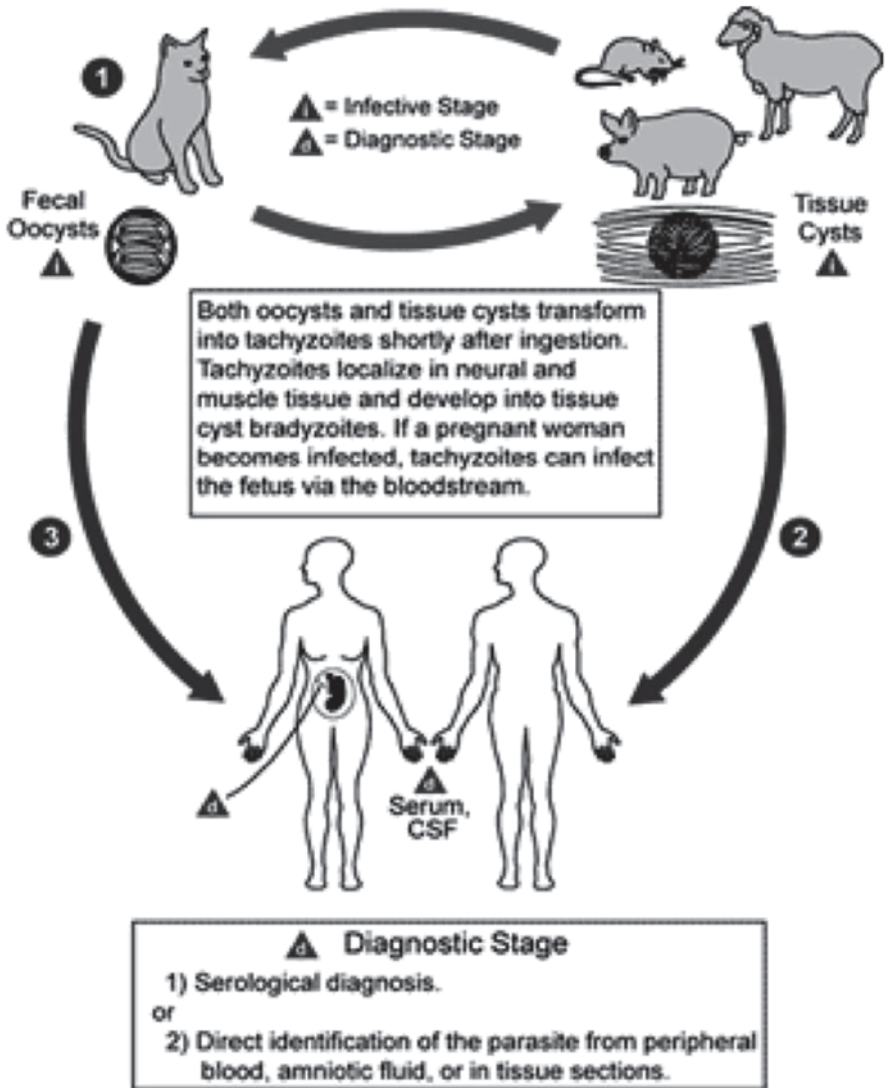 1
i = Infective Stage
d = Diagnostic Stage
Fecal
Oocysts
i
Tissue
Cysts
i
Both oocysts and tissue cysts transform
into tachyzoites shortly after ingestion.
Tachyzoites localize in neural and
muscle tissue and develop into tissue
cyst bradyzoites. If a pregnant woman
becomes infected, tachyzoites can infect
the fetus via the bloodstream.
3
2
d
d
Serum,
CSF
d Diagnostic Stage
1) Serological diagnosis.
or
2) Direct identification of the parasite from peripheral
blood, amniotic fluid, or in tissue sections.